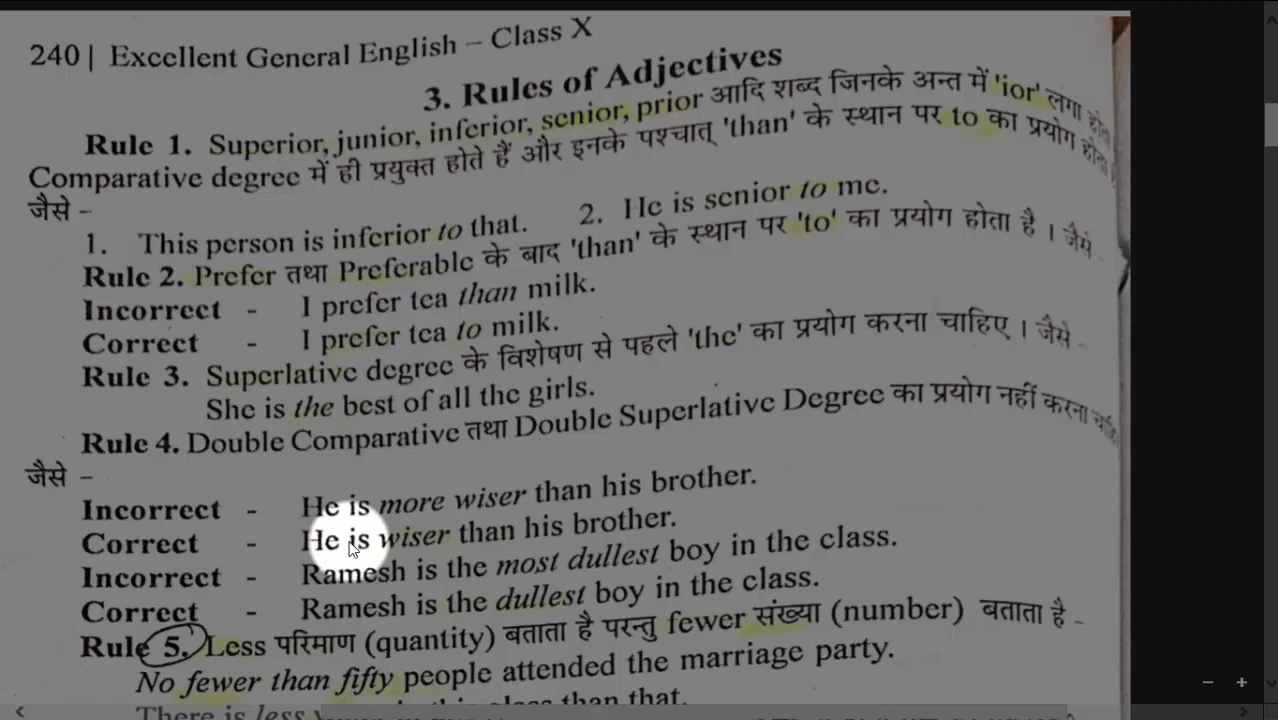 240 | Excellent General English – Class X
3. Rules of Adjectives
Rule 1. Superior, junior, inferior, senior, prior आदि शब्द जिनके अन्त में 'ior' लगा होता
Comparative degree में ही प्रयुक्त होते हैं और इनके पश्चात् 'than' के स्थान पर to का प्रयोग होता
जैसे –
1. This person is inferior to that. 2. He is senior to me.
Rule 2. Prefer तथा Preferable के बाद 'than' के स्थान पर 'to' का प्रयोग होता है । जैसे –
Incorrect - I prefer tea than milk.
Correct - I prefer tea to milk.
Rule 3. Superlative degree के विशेषण से पहले 'the' का प्रयोग करना चाहिए । जैसे –
She is the best of all the girls.
Rule 4. Double Comparative तथा Double Superlative Degree का प्रयोग नहीं करना
जैसे –
Incorrect - He is more wiser than his brother.
Correct - He is wiser than his brother.
Incorrect - Ramesh is the most dullest boy in the class.
Correct - Ramesh is the dullest boy in the class.
Rule 5. Less परिमाण (quantity) बताता है परन्तु fewer संख्या (number) बताता है -
No fewer than fifty people attended the marriage party.
There is less than that.